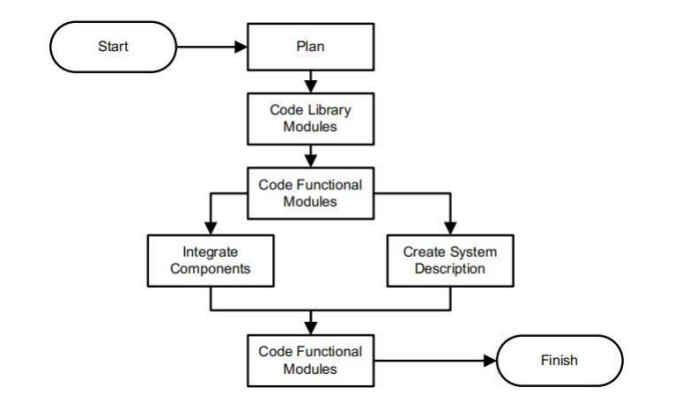 Start
Plan
Code Library
Modules
Code Functional
Modules
Integrate
Components
Create System
Description
Code Functional
Modules
Finish